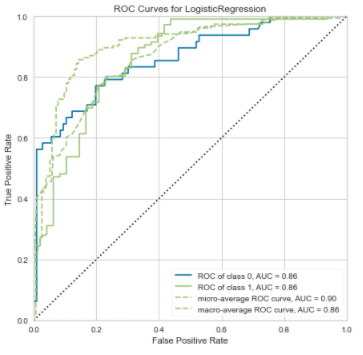 ROC Curves for LogisticRegression
1.0
0.8
0.6
0.4
0.2
0.0
True Positive Rate
ROC of class 0, AUC = 0.86
ROC of class 1, AUC = 0.86
micro-average ROC curve, AUC = 0.90
macro-average ROC curve, AUC = 0.86
0.0 0.2 0.4 0.6 0.8 1.0
False Positive Rate